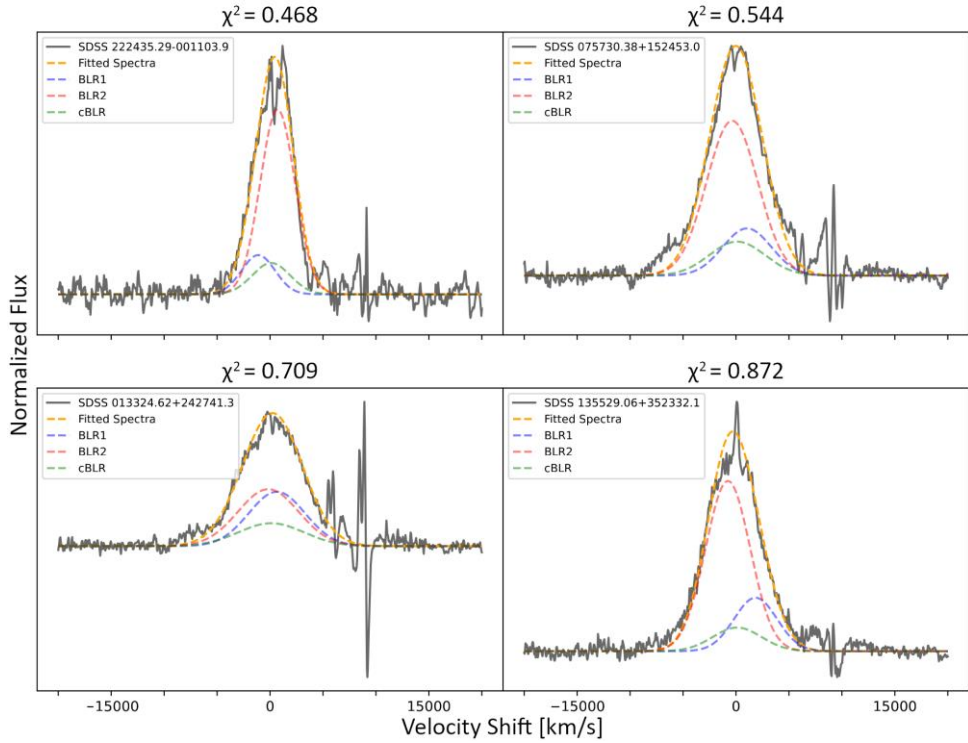 χ² = 0.468
SDSS 222435.29-001103.9
Fitted Spectra
BLR1
BLR2
cBLR
χ² = 0.544
SDSS 075730.38+152453.0
Fitted Spectra
BLR1
BLR2
cBLR
χ² = 0.709
SDSS 013324.62+242741.3
Fitted Spectra
BLR1
BLR2
cBLR
χ² = 0.872
SDSS 135529.06+352332.1
Fitted Spectra
BLR1
BLR2
cBLR
Normalized Flux
−15000 0 15000 −15000 0 15000
Velocity Shift [km/s] Velocity Shift [km/s]